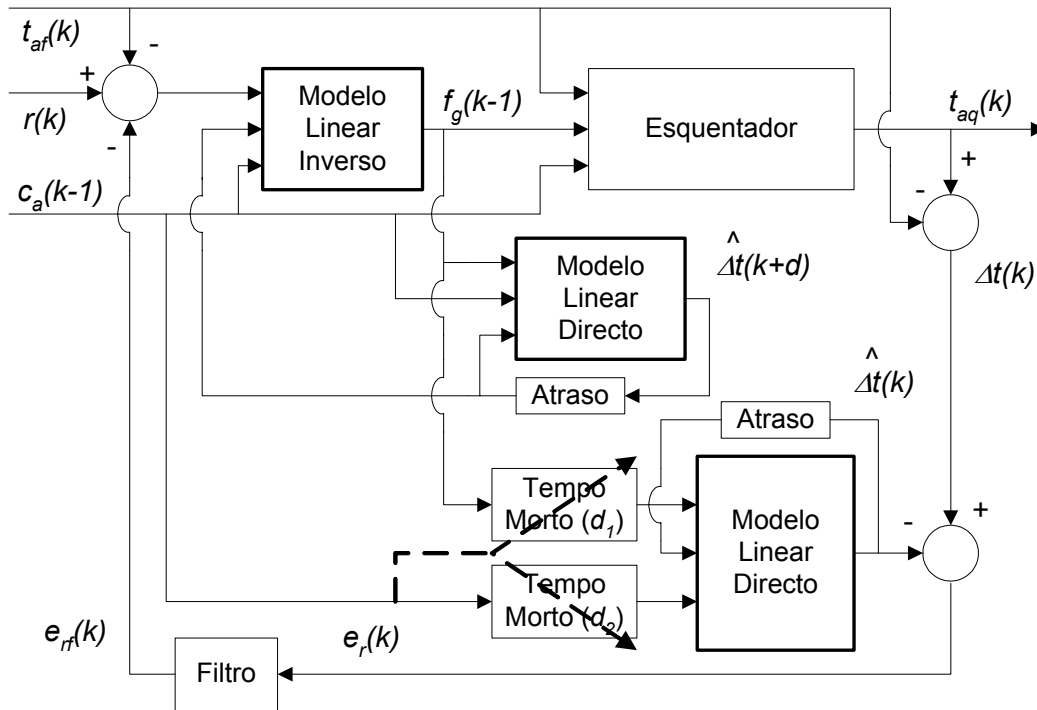 t_af(k)
-
+
r(k)
-
c_a(k-1)
Modelo
Linear
Inverso
f_g(k-1)
Esquentador
t_aq(k)
+
-
Δt(k)
Modelo
Linear
Directo
^
Δt(k+d)
Atraso
^
Δt(k)
Atraso
Tempo
Morto (d_1)
Tempo
Morto (d_2)
Modelo
Linear
Directo
-
+
e_rf(k)
e_r(k)
Filtro